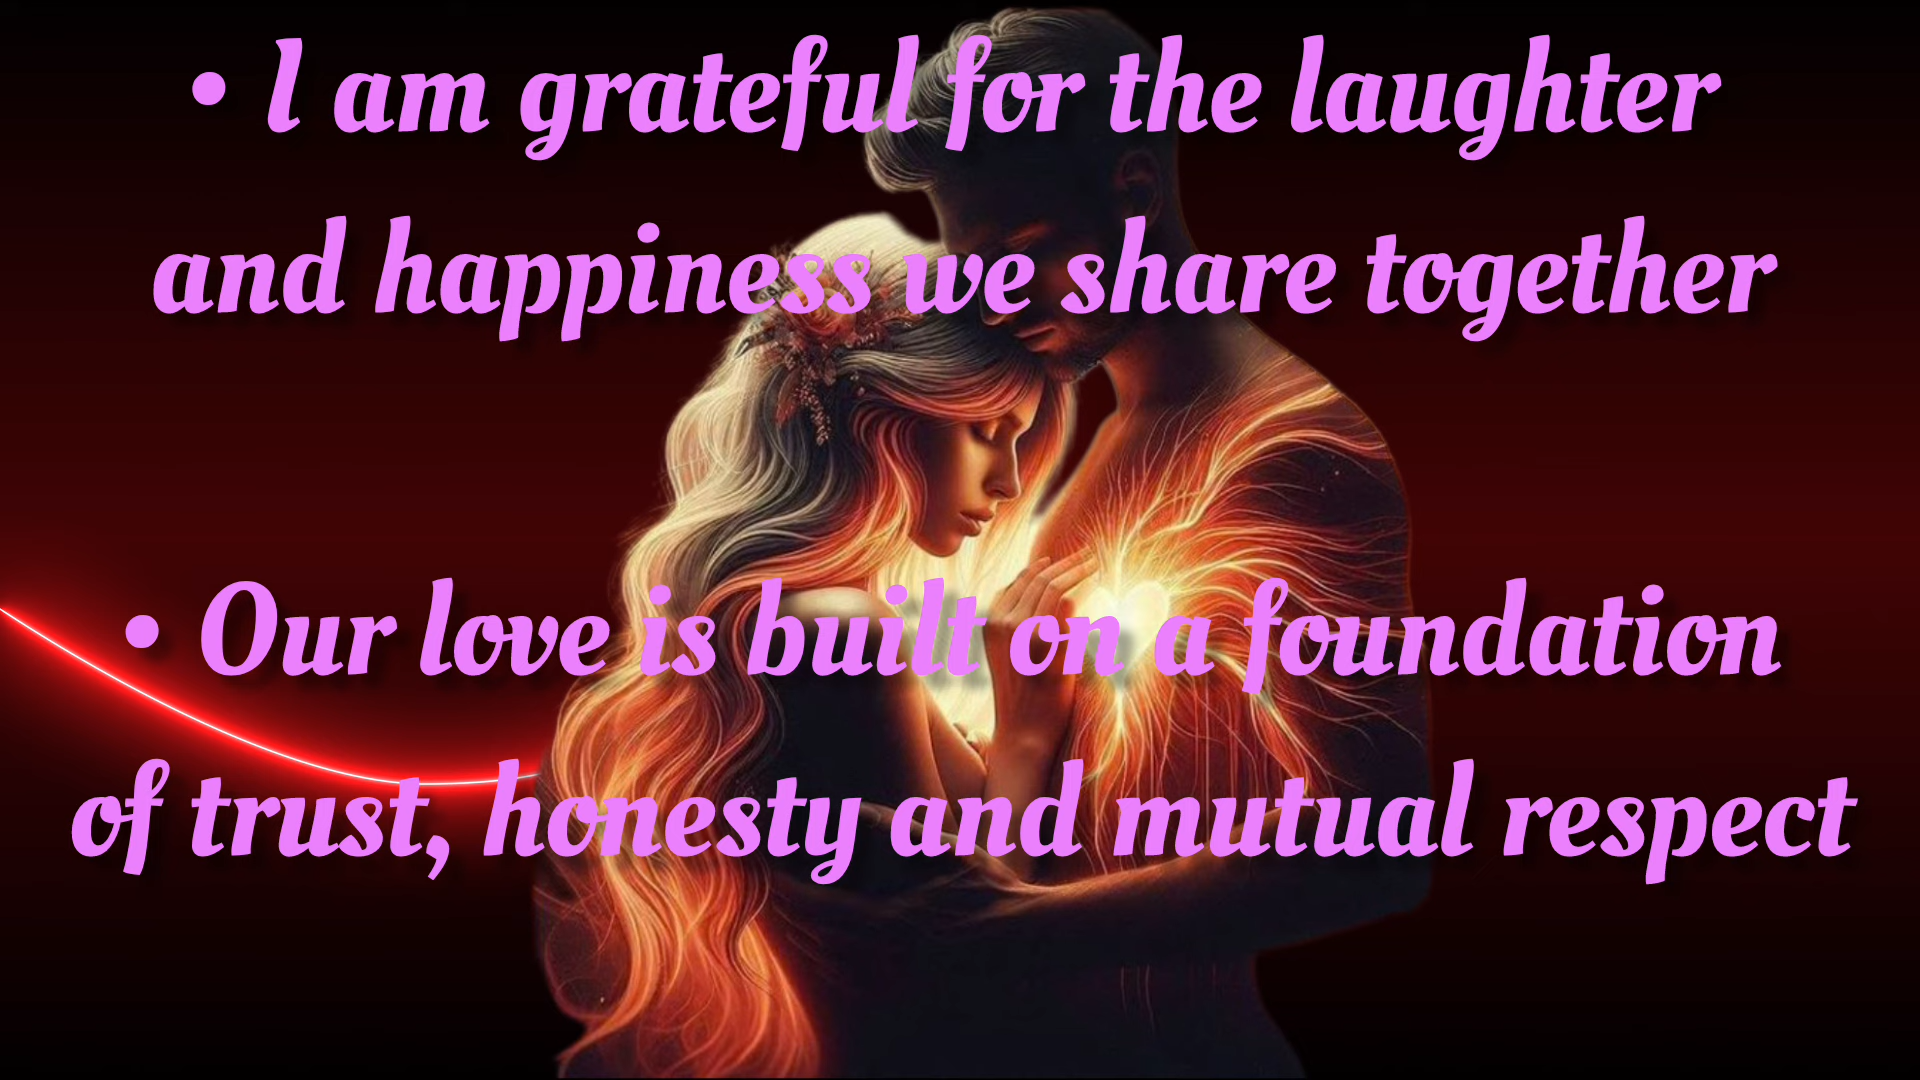 • I am grateful for the laughter
and happiness we share together
• Our love is built on a foundation
of trust, honesty and mutual respect